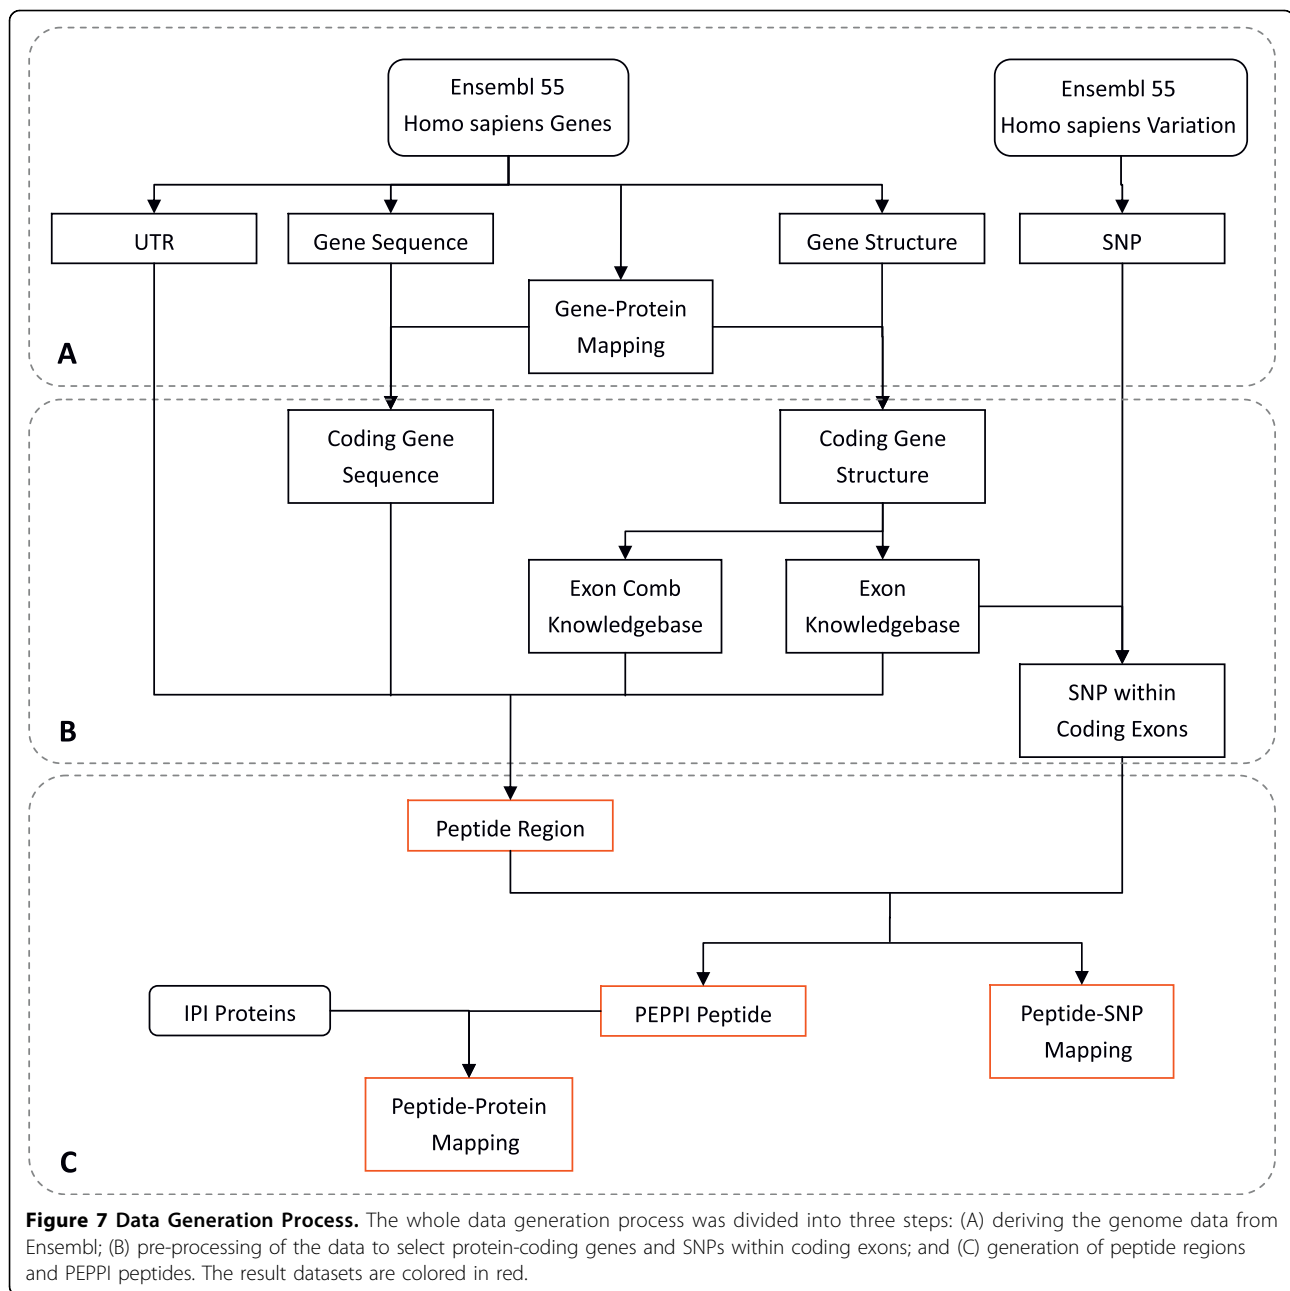 Ensembl 55
Homo sapiens Genes
Ensembl 55
Homo sapiens Variation
UTR
Gene Sequence
Gene Structure
SNP
Gene-Protein
Mapping
A
Coding Gene
Sequence
Coding Gene
Structure
Exon Comb
Knowledgebase
Exon
Knowledgebase
SNP within
Coding Exons
B
Peptide Region
IPI Proteins
PEPPI Peptide
Peptide-SNP
Mapping
Peptide-Protein
Mapping
C
Figure 7 Data Generation Process. The whole data generation process was divided into three steps: (A) deriving the genome data from
Ensembl; (B) pre-processing of the data to select protein-coding genes and SNPs within coding exons; and (C) generation of peptide regions
and PEPPI peptides. The result datasets are colored in red.